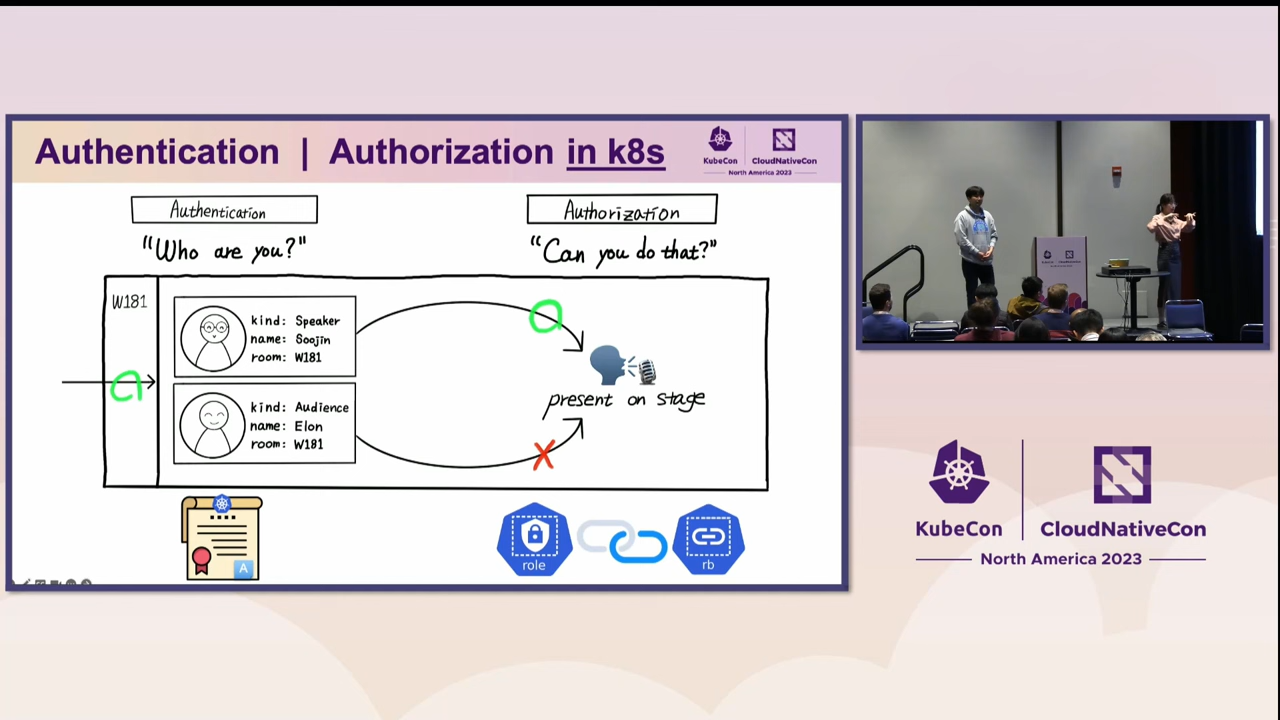 Authentication | Authorization in k8s
KubeCon
CloudNativeCon
North America 2023
Authentication
Authorization
"Who are you?"
"Can you do that?"
W181
kind: Speaker
name: Soojin
room: W181
kind: Audience
name: Elon
room: W181
present on stage
A
role
rb
KubeCon
CloudNativeCon
North America 2023